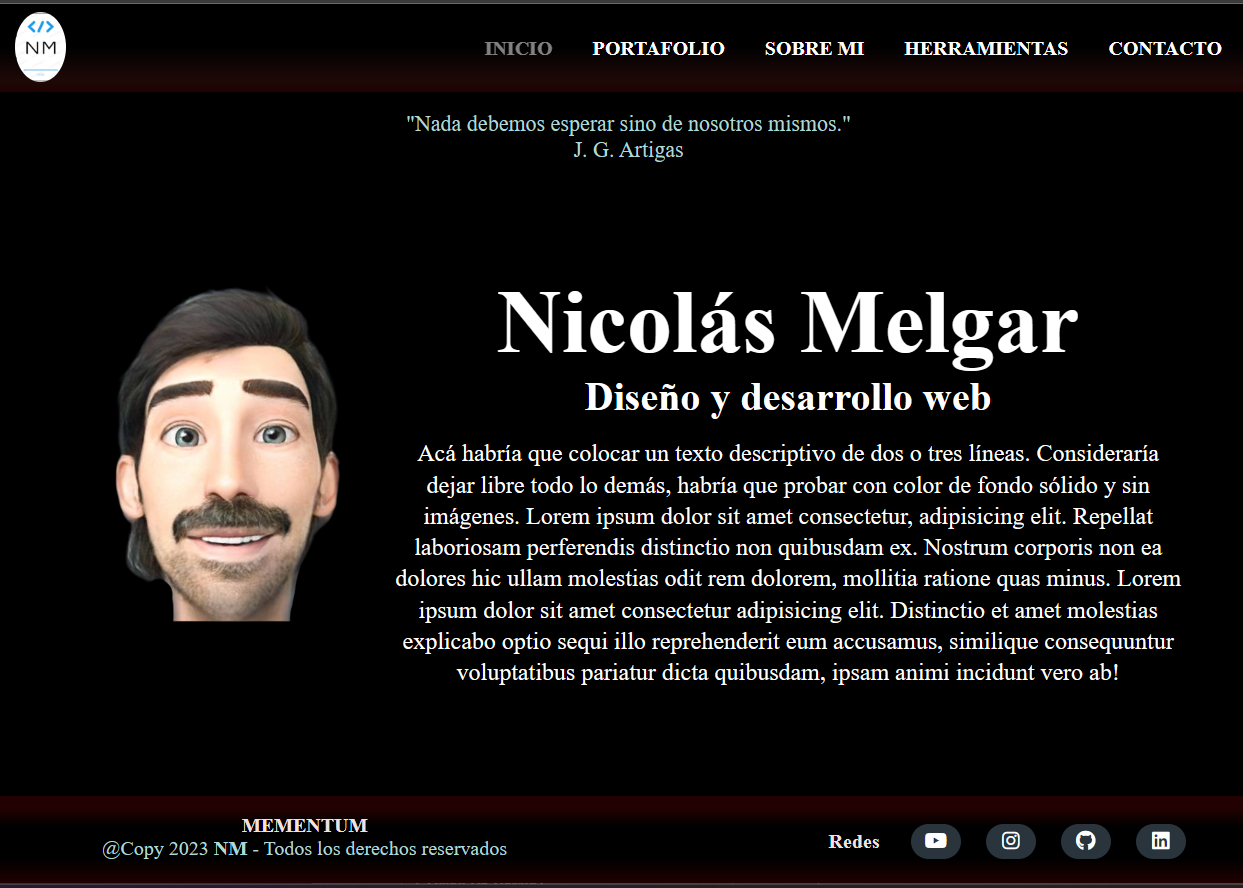 </>
NM
INICIO PORTAFOLIO SOBRE MI HERRAMIENTAS CONTACTO
"Nada debemos esperar sino de nosotros mismos."
J. G. Artigas
Nicolás Melgar
Diseño y desarrollo web
Acá habría que colocar un texto descriptivo de dos o tres líneas. Consideraría
dejar libre todo lo demás, habría que probar con color de fondo sólido y sin
imágenes. Lorem ipsum dolor sit amet consectetur, adipisicing elit. Repellat
laboriosam perferendis distinctio non quibusdam ex. Nostrum corporis non ea
dolores hic ullam molestias odit rem dolorem, mollitia ratione quas minus. Lorem
ipsum dolor sit amet consectetur adipisicing elit. Distinctio et amet molestias
explicabo optio sequi illo reprehenderit eum accusamus, similique consequuntur
voluptatibus pariatur dicta quibusdam, ipsam animi incidunt vero ab!
MEMENTUM
@Copy 2023 NM - Todos los derechos reservados
Redes